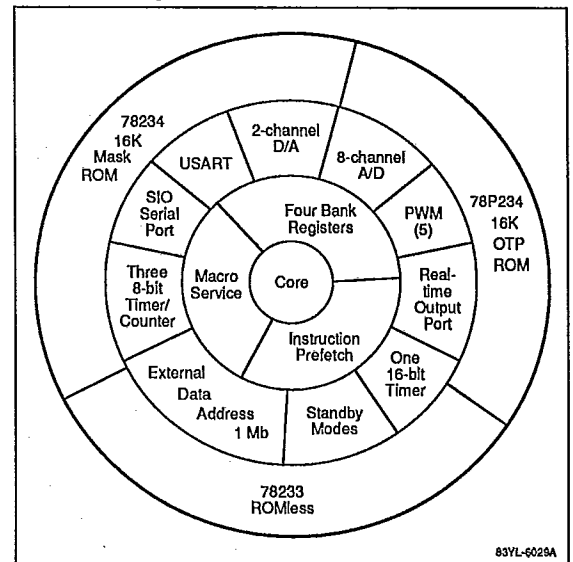 78234
16K
Mask
ROM
USART
2-channel
D/A
8-channel
A/D
78P234
16K
OTP
ROM
SIO
Serial
Port
Four Bank
Registers
PWM
(5)
Three
8-bit
Timer/
Counter
Macro
Service
Core
Real-
time
Output
Port
Instruction
Prefetch
External
Data
Address
1 Mb
Standby
Modes
One
16-bit
Timer
78233
ROMless
83YL-6029A